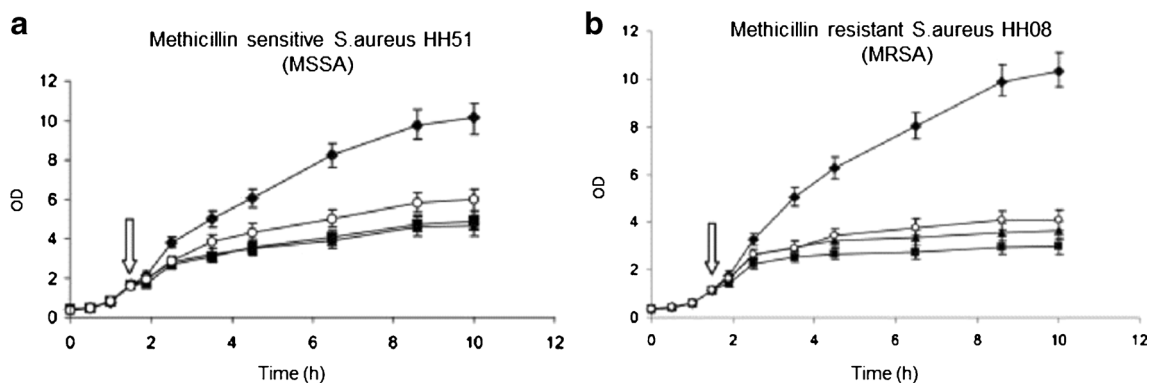 a
Methicillin sensitive S.aureus HH51
(MSSA)
12
10
8
6
4
2
0
OD
0 2 4 6 8 10 12
Time (h)
b
Methicillin resistant S.aureus HH08
(MRSA)
12
10
8
6
4
2
0
OD
0 2 4 6 8 10 12
Time (h)